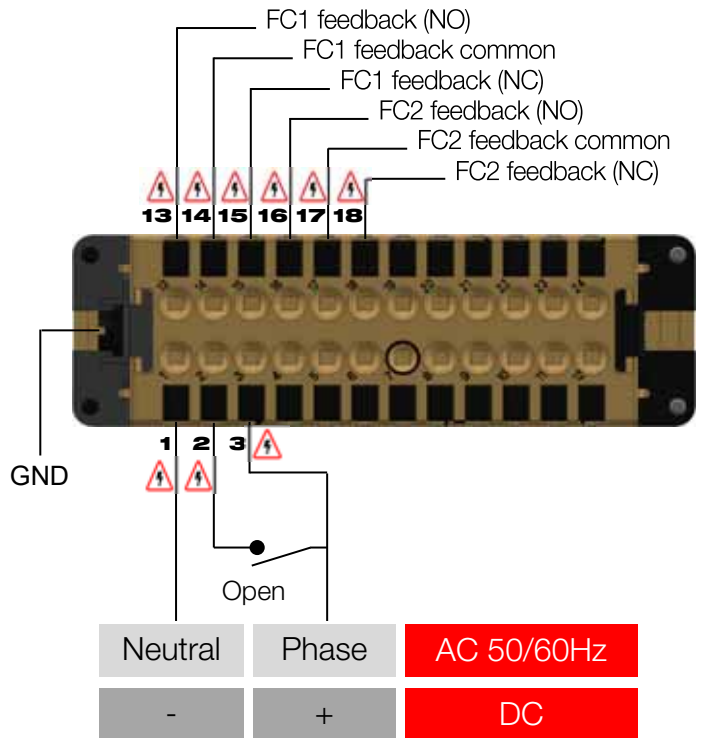 FC1 feedback (NO)
FC1 feedback common
FC1 feedback (NC)
FC2 feedback (NO)
FC2 feedback common
FC2 feedback (NC)
13 14 15 16 17 18
1 2 3
GND
Open
Neutral Phase AC 50/60Hz
- + DC